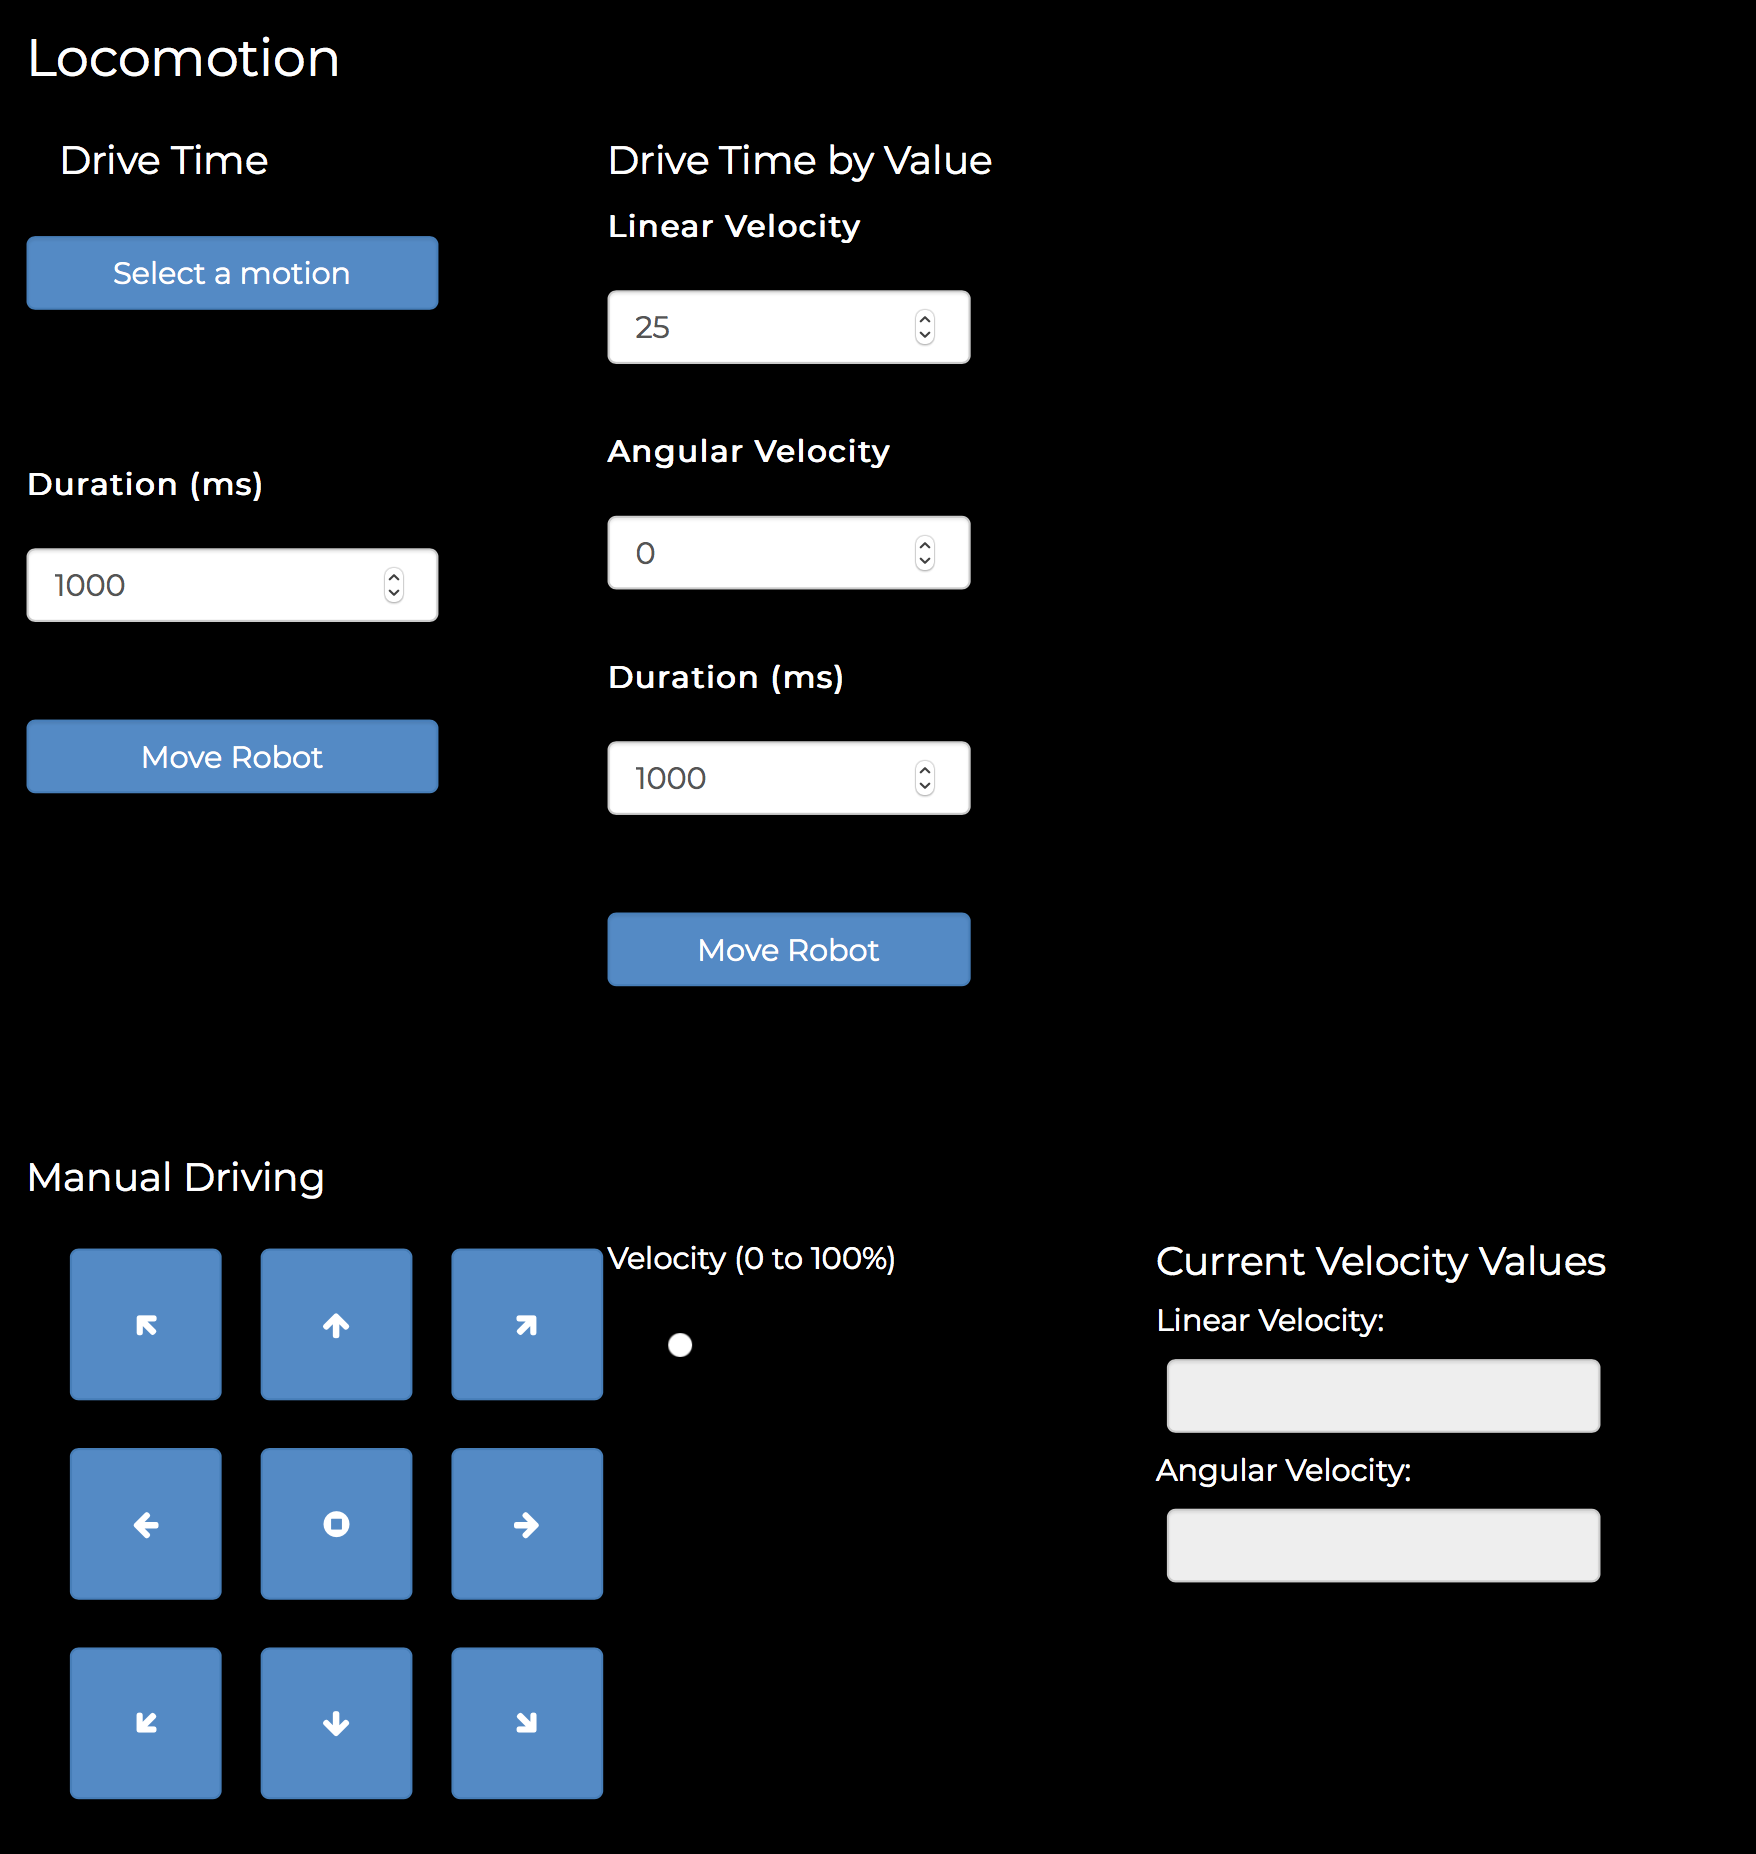 Locomotion
Drive Time
Select a motion
Duration (ms)
1000
Move Robot
Drive Time by Value
Linear Velocity
25
Angular Velocity
0
Duration (ms)
1000
Move Robot
Manual Driving
Velocity (0 to 100%)
Current Velocity Values
Linear Velocity:
Angular Velocity: